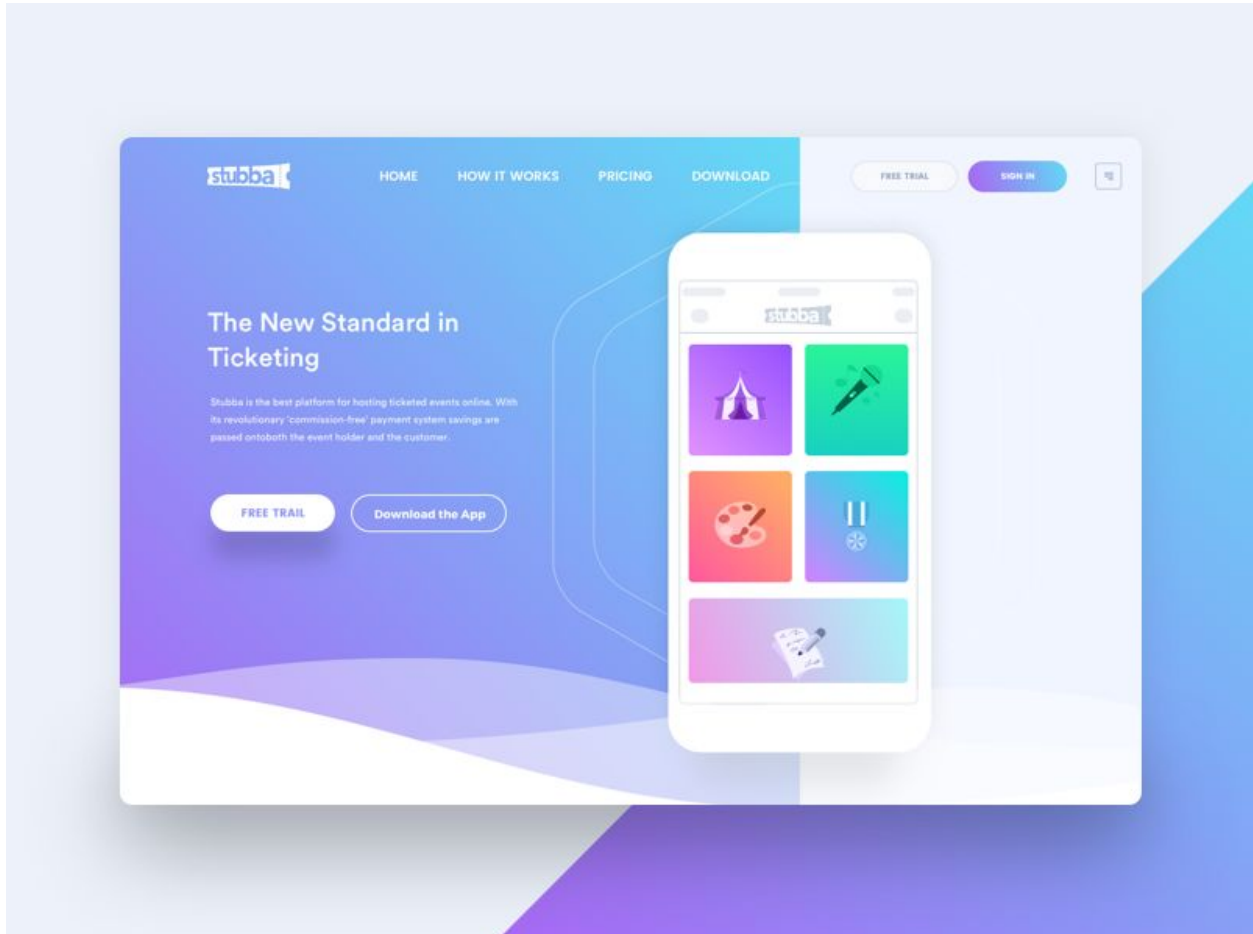 stubba
HOME HOW IT WORKS PRICING DOWNLOAD
FREE TRIAL SIGN IN
stubba
The New Standard in
Ticketing
Stubba is the best platform for hosting ticketed events online. With
its revolutionary 'commission-free' payment system savings are
passed ontoboth the event holder and the customer.
FREE TRAIL Download the App